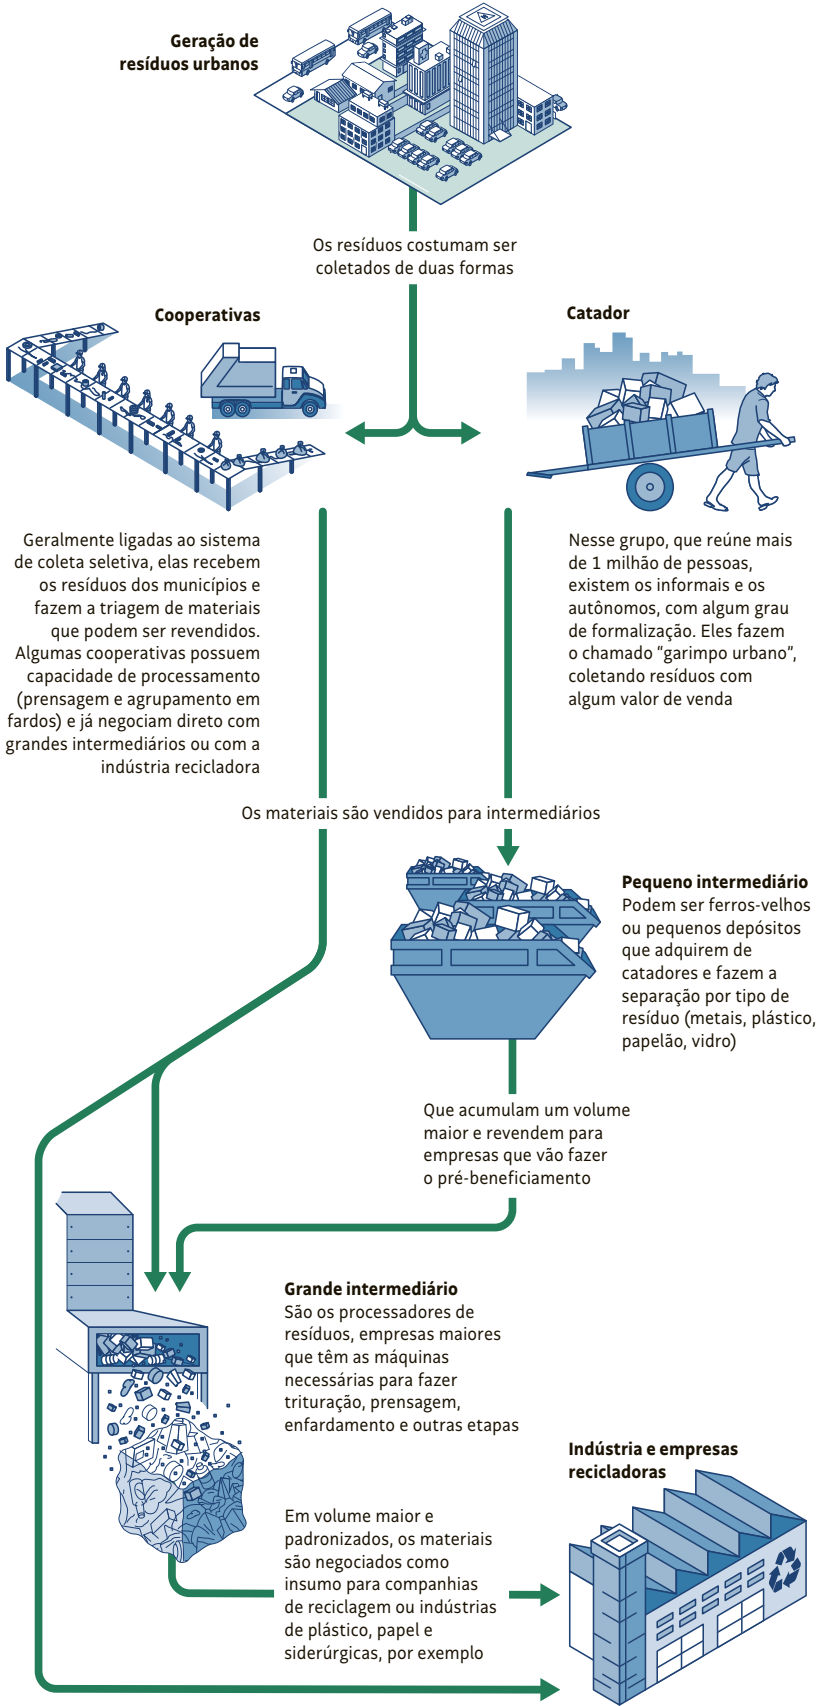 Geração de
resíduos urbanos
Os resíduos costumam ser
coletados de duas formas
Cooperativas
Geralmente ligadas ao sistema
de coleta seletiva, elas recebem
os resíduos dos municípios e
fazem a triagem de materiais
que podem ser revendidos.
Algumas cooperativas possuem
capacidade de processamento
(prensagem e agrupamento em
fardos) e já negociam direto com
grandes intermediários ou com a
indústria recicladora
Catador
Nesse grupo, que reúne mais
de 1 milhão de pessoas,
existem os informais e os
autônomos, com algum grau
de formalização. Eles fazem
o chamado “garimpo urbano”,
coletando resíduos com
algum valor de venda
Os materiais são vendidos para intermediários
Pequeno intermediário
Podem ser ferros-velhos
ou pequenos depósitos
que adquirem de
catadores e fazem a
separação por tipo de
resíduo (metais, plástico,
papelão, vidro)
Que acumulam um volume
maior e revendem para
empresas que vão fazer
o pré-beneficiamento
Grande intermediário
São os processadores de
resíduos, empresas maiores
que têm as máquinas
necessárias para fazer
trituração, prensagem,
enfardamento e outras etapas
Em volume maior e
padronizados, os materiais
são negociados como
insumo para companhias
de reciclagem ou indústrias
de plástico, papel e
siderúrgicas, por exemplo
Indústria e empresas
recicladoras